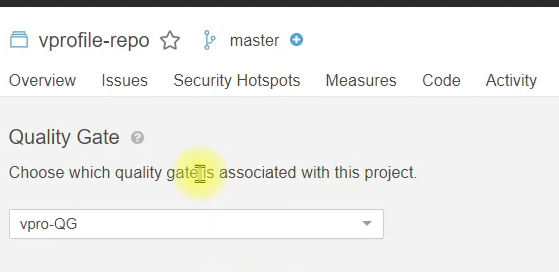 vprofile-repo master
Overview Issues Security Hotspots Measures Code Activity
Quality Gate ?
Choose which quality gate is associated with this project.
vpro-QG